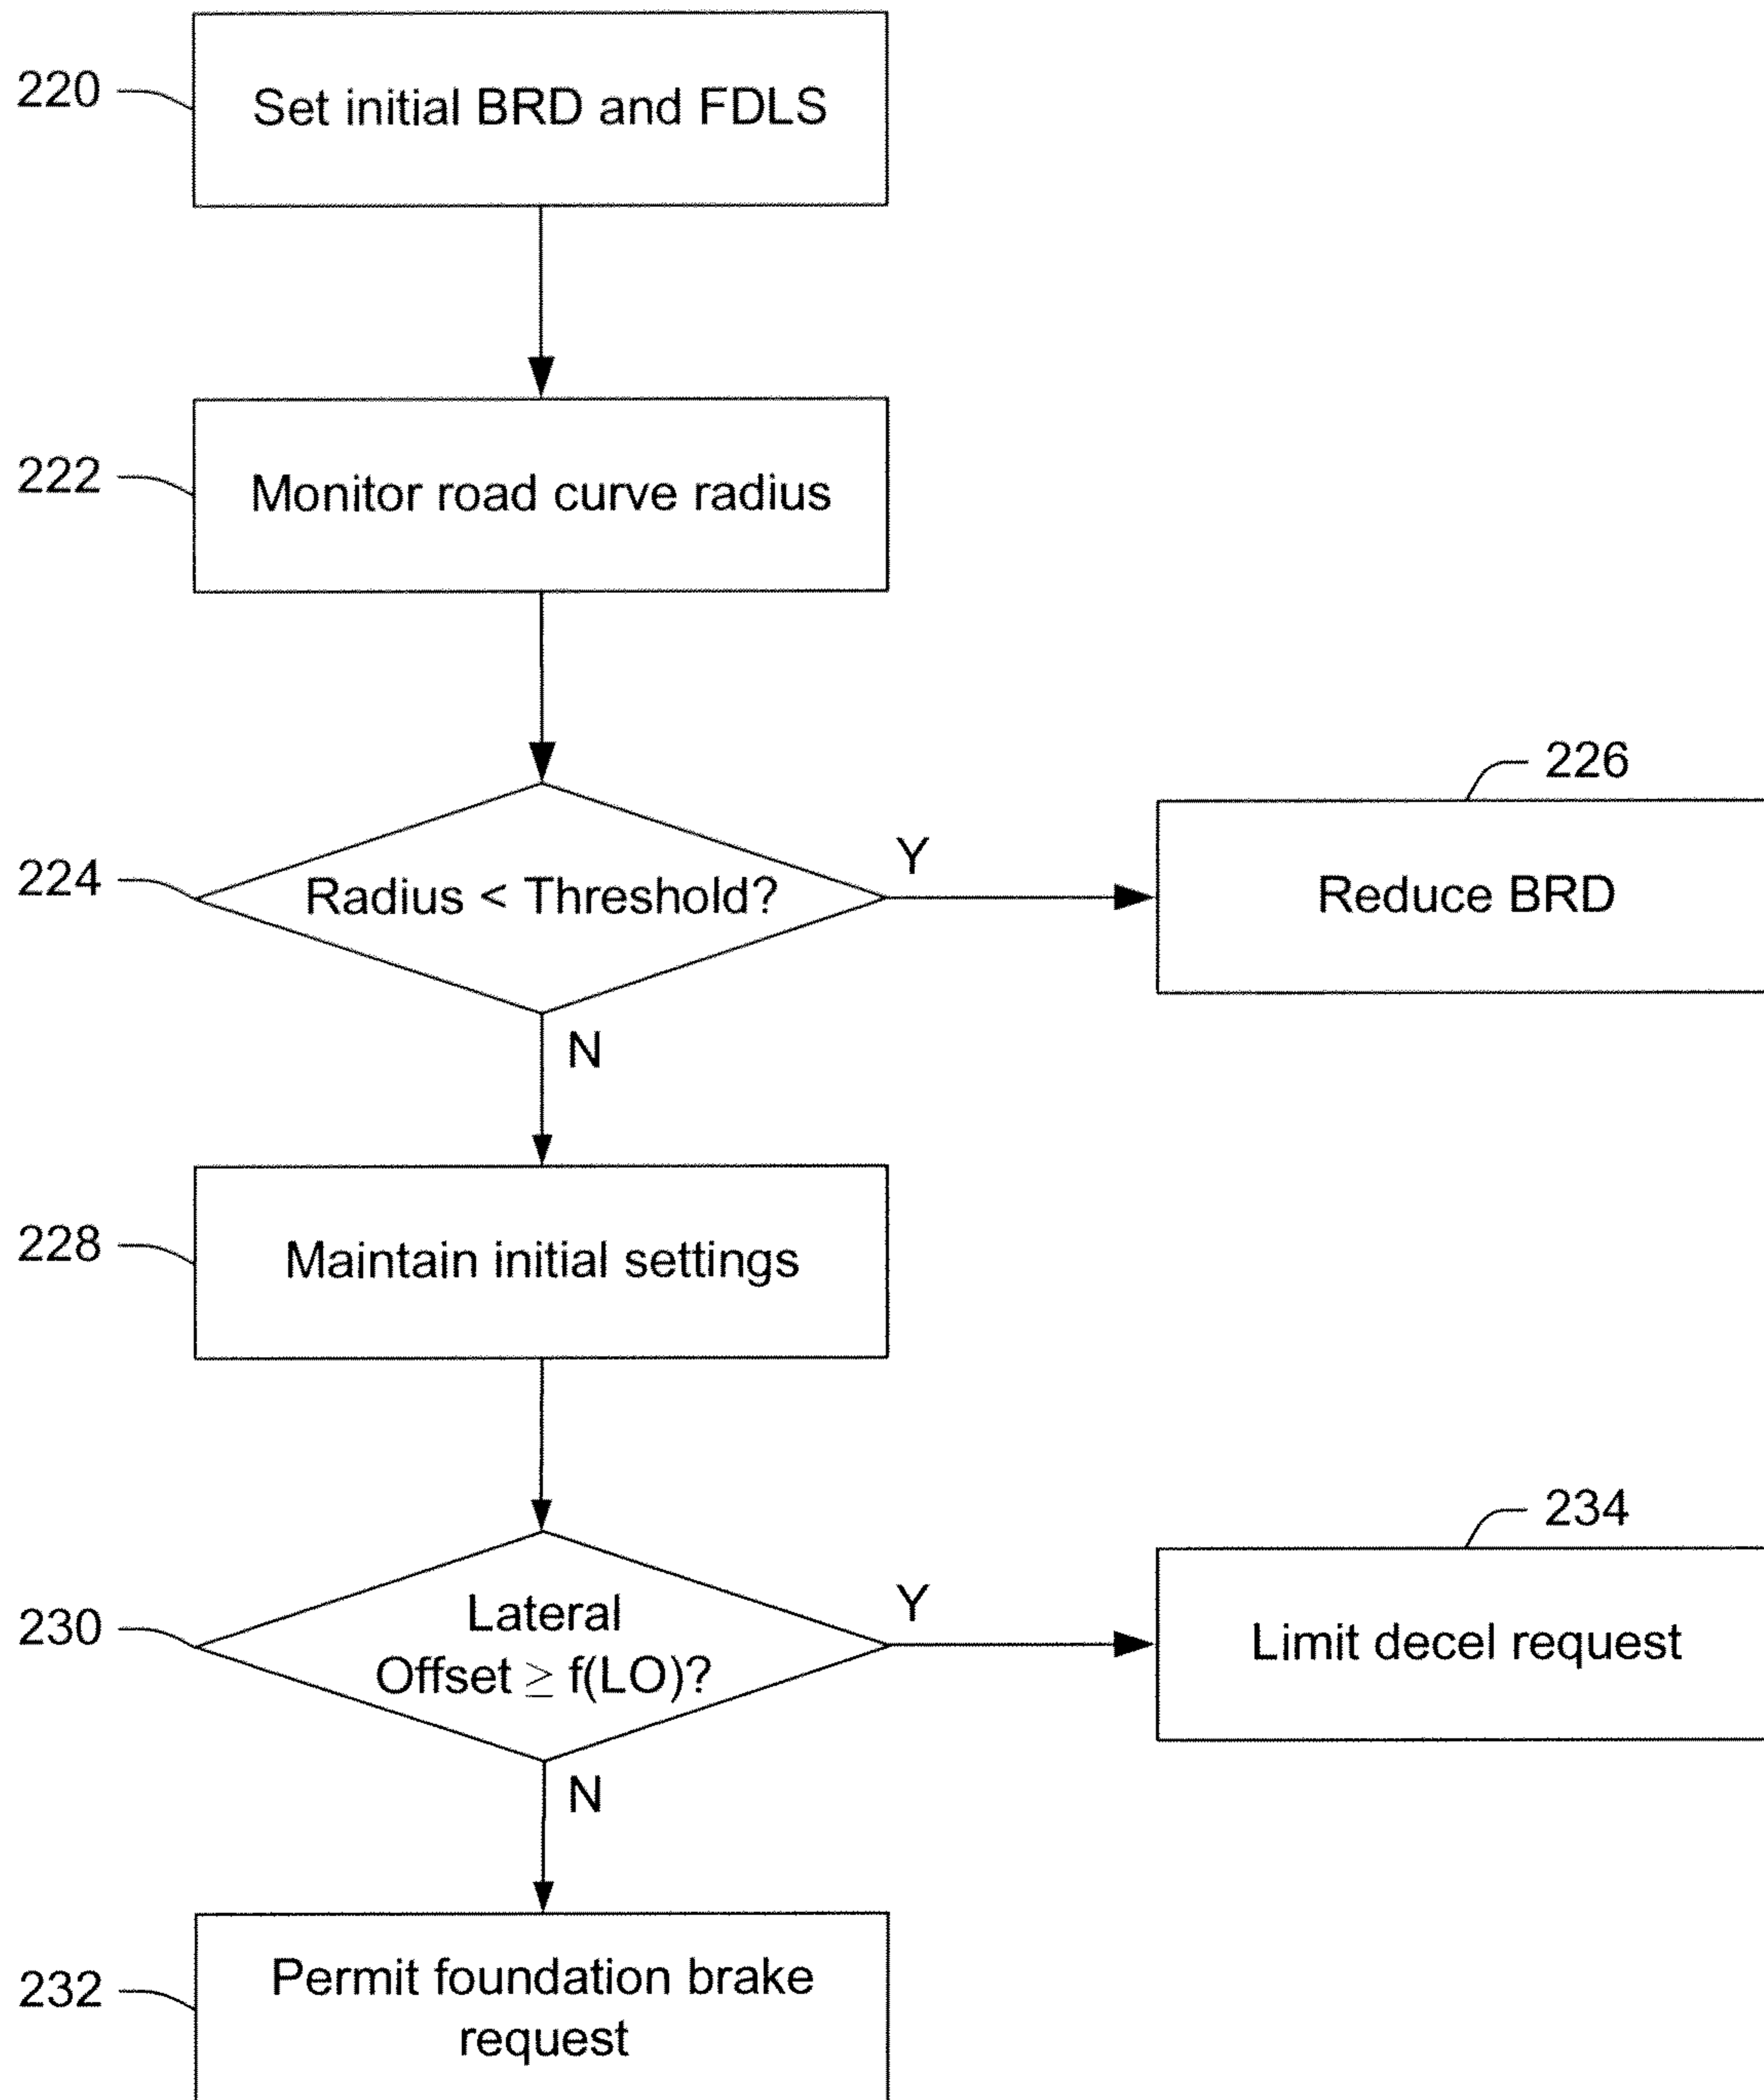 220
Set initial BRD and FDLS
222
Monitor road curve radius
226
224
Radius < Threshold?
Y
Reduce BRD
N
228
Maintain initial settings
234
230
Lateral
Offset ≥ f(LO)?
Y
Limit decel request
N
232
Permit foundation brake
request